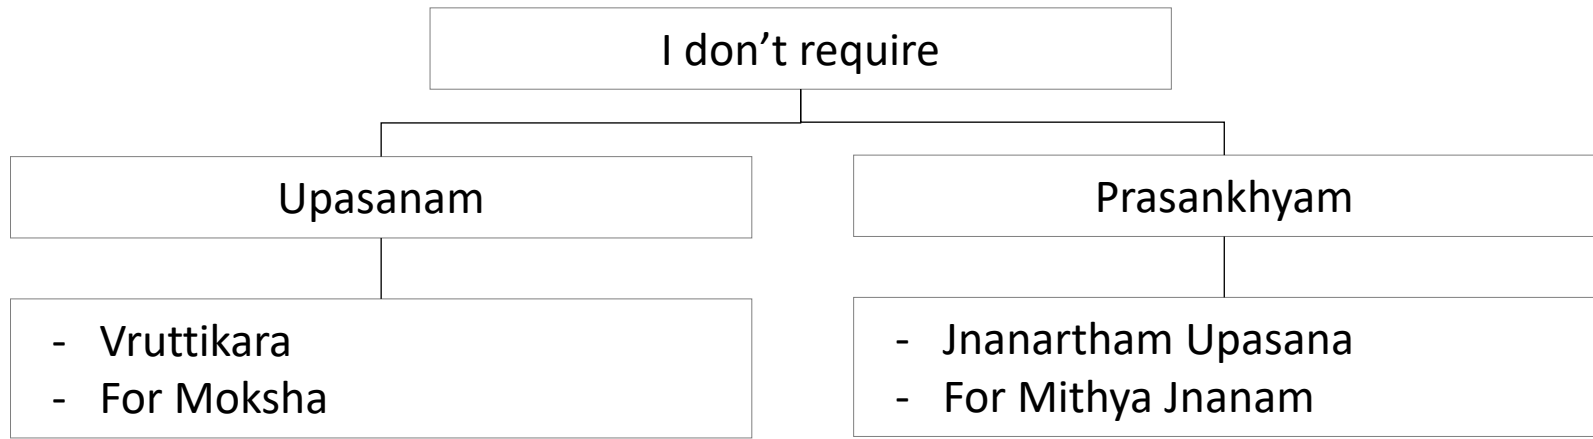 I don’t require
Upasanam
Prasankhyam
- Vruttikara
- For Moksha
- Jnanartham Upasana
- For Mithya Jnanam